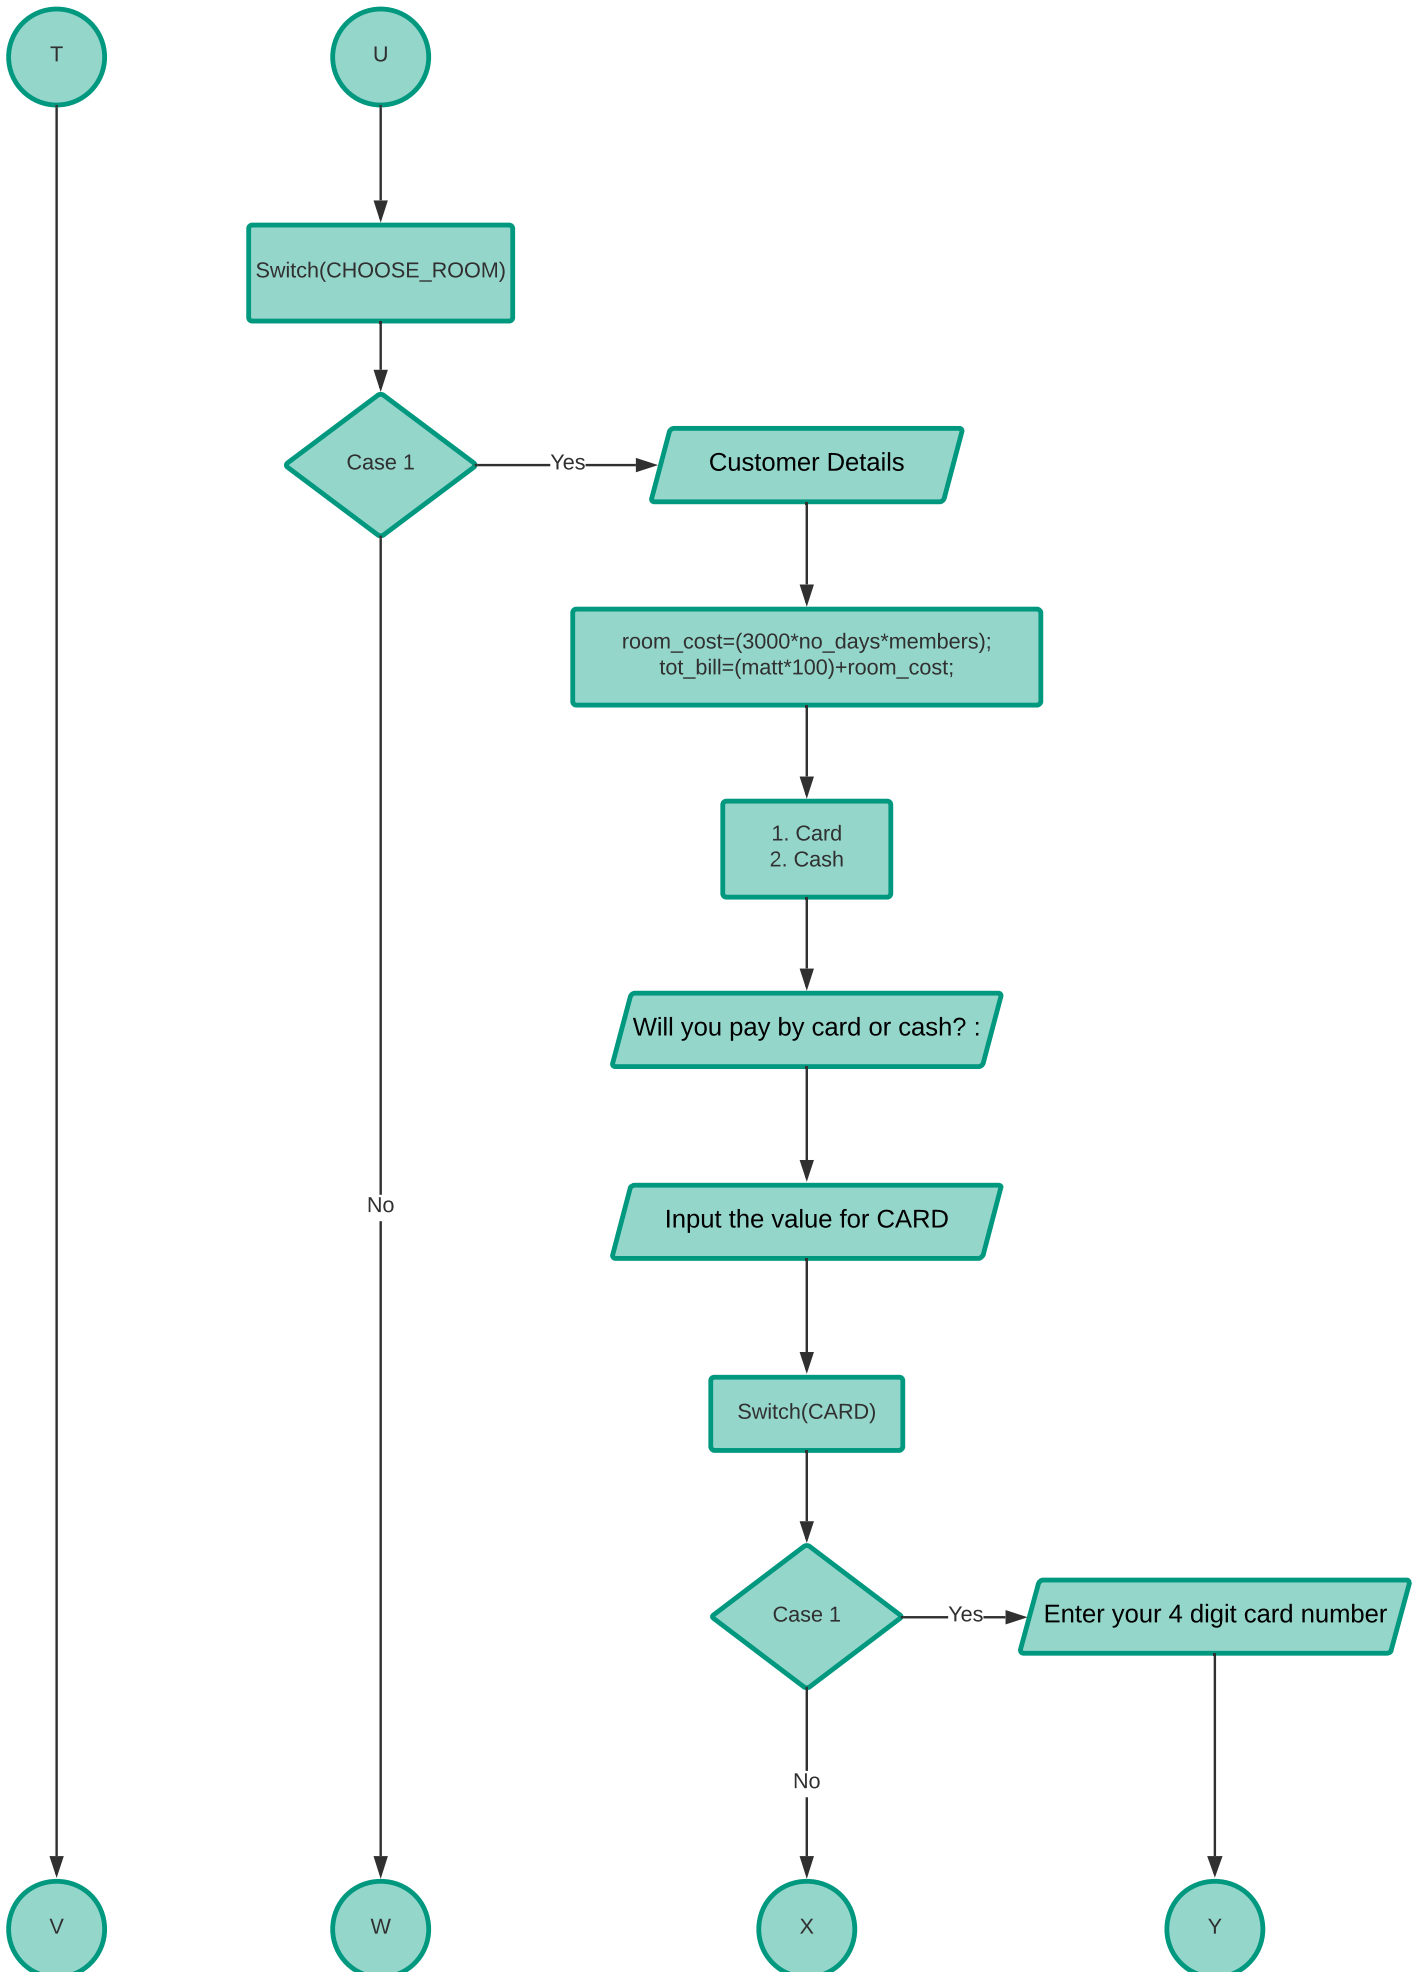 T
U
Switch(CHOOSE_ROOM)
Case 1
Yes
Customer Details
room_cost=(3000*no_days*members);
tot_bill=(matt*100)+room_cost;
1. Card
2. Cash
Will you pay by card or cash? :
No
Input the value for CARD
Switch(CARD)
Case 1
Yes
Enter your 4 digit card number
No
V
W
X
Y